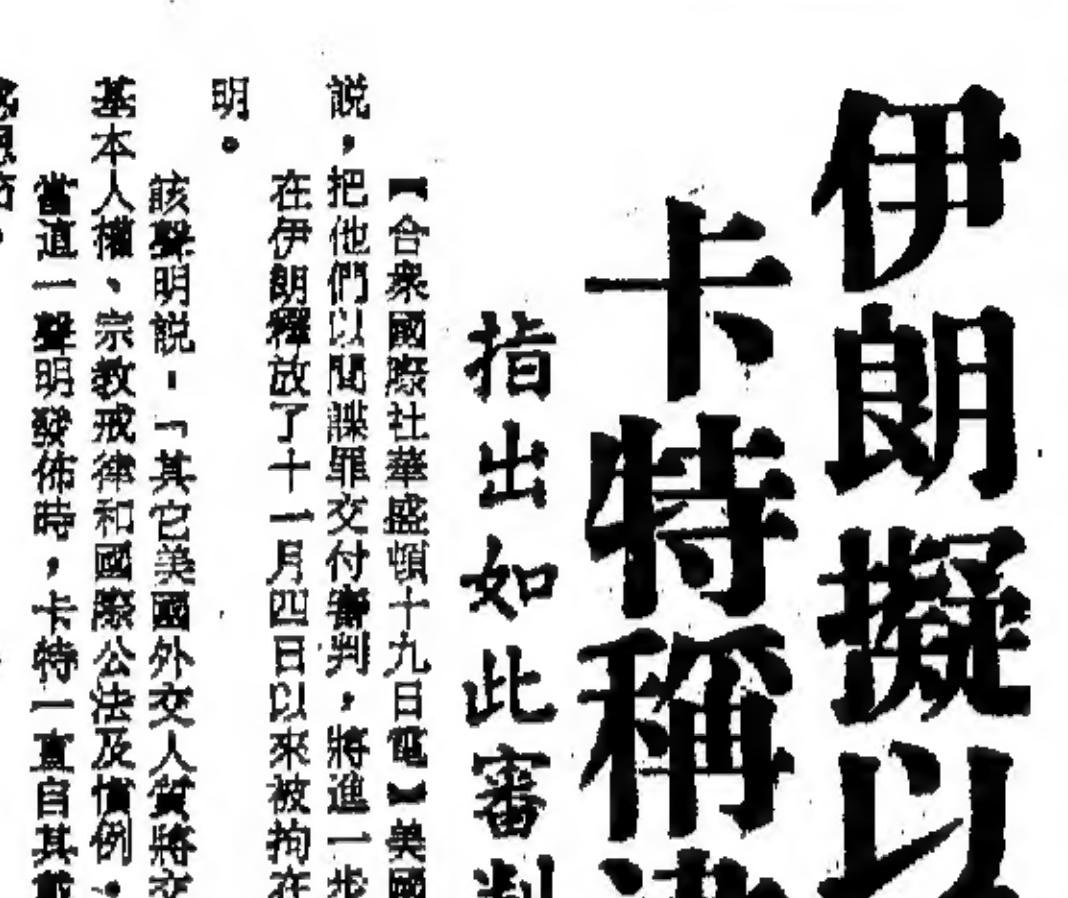 伊朗擬以
卡特稱
指出如此審判
【合衆國際社華盛頓十九日電】美國
説，把他們以間諜罪交付審判，將進一步
在伊朗釋放了十一月四日以來被拘在
明。
該聲明説：「其它美國外交人質將交
基本人權、宗教戒律和國際公法及慣例。
當這一聲明發佈時，卡特一直自其戴